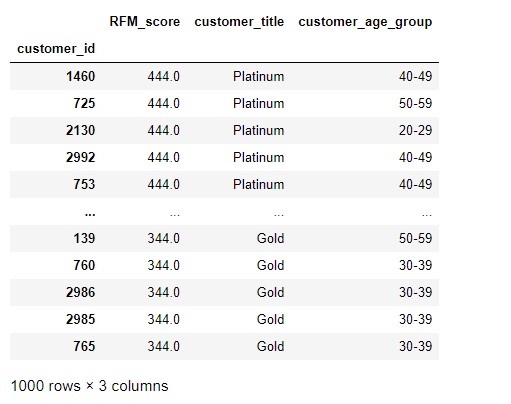 RFM_score customer_title customer_age_group
customer_id
1460 444.0 Platinum 40-49
725 444.0 Platinum 50-59
2130 444.0 Platinum 20-29
2992 444.0 Platinum 40-49
753 444.0 Platinum 40-49
... ... ... ...
139 344.0 Gold 50-59
760 344.0 Gold 30-39
2986 344.0 Gold 30-39
2985 344.0 Gold 30-39
765 344.0 Gold 30-39
1000 rows × 3 columns